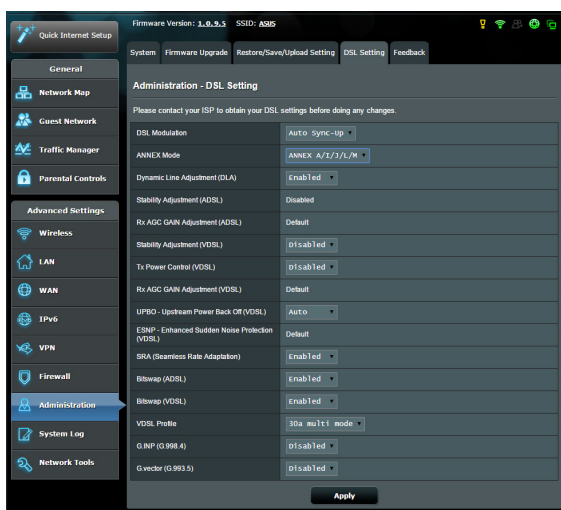 Firmware Version: 1.0.9.5 SSID: ASUS
Quick Internet Setup
General
Network Map
Guest Network
Traffic Manager
Parental Controls
Advanced Settings
Wireless
LAN
WAN
IPv6
VPN
Firewall
Administration
System Log
Network Tools
System Firmware Upgrade Restore/Save/Upload Setting DSL Setting Feedback
Administration - DSL Setting
Please contact your ISP to obtain your DSL settings before doing any changes.
DSL Modulation Auto Sync-Up
ANNEX Mode ANNEX A/I/J/L/M
Dynamic Line Adjustment (DLA) Enabled
Stability Adjustment (ADSL) Disabled
Rx AGC GAIN Adjustment (ADSL) Default
Stability Adjustment (VDSL) Disabled
Tx Power Control (VDSL) Disabled
Rx AGC GAIN Adjustment (VDSL) Default
UPBO - Upstream Power Back Off (VDSL) Auto
ESNP - Enhanced Sudden Noise Protection
(VDSL) Default
SRA (Seamless Rate Adaptation) Enabled
Bitswap (ADSL) Enabled
Bitswap (VDSL) Enabled
VDSL Profile 30a multi mode
G.INP (G.998.4) Disabled
G.vector (G.993.5) Disabled
Apply